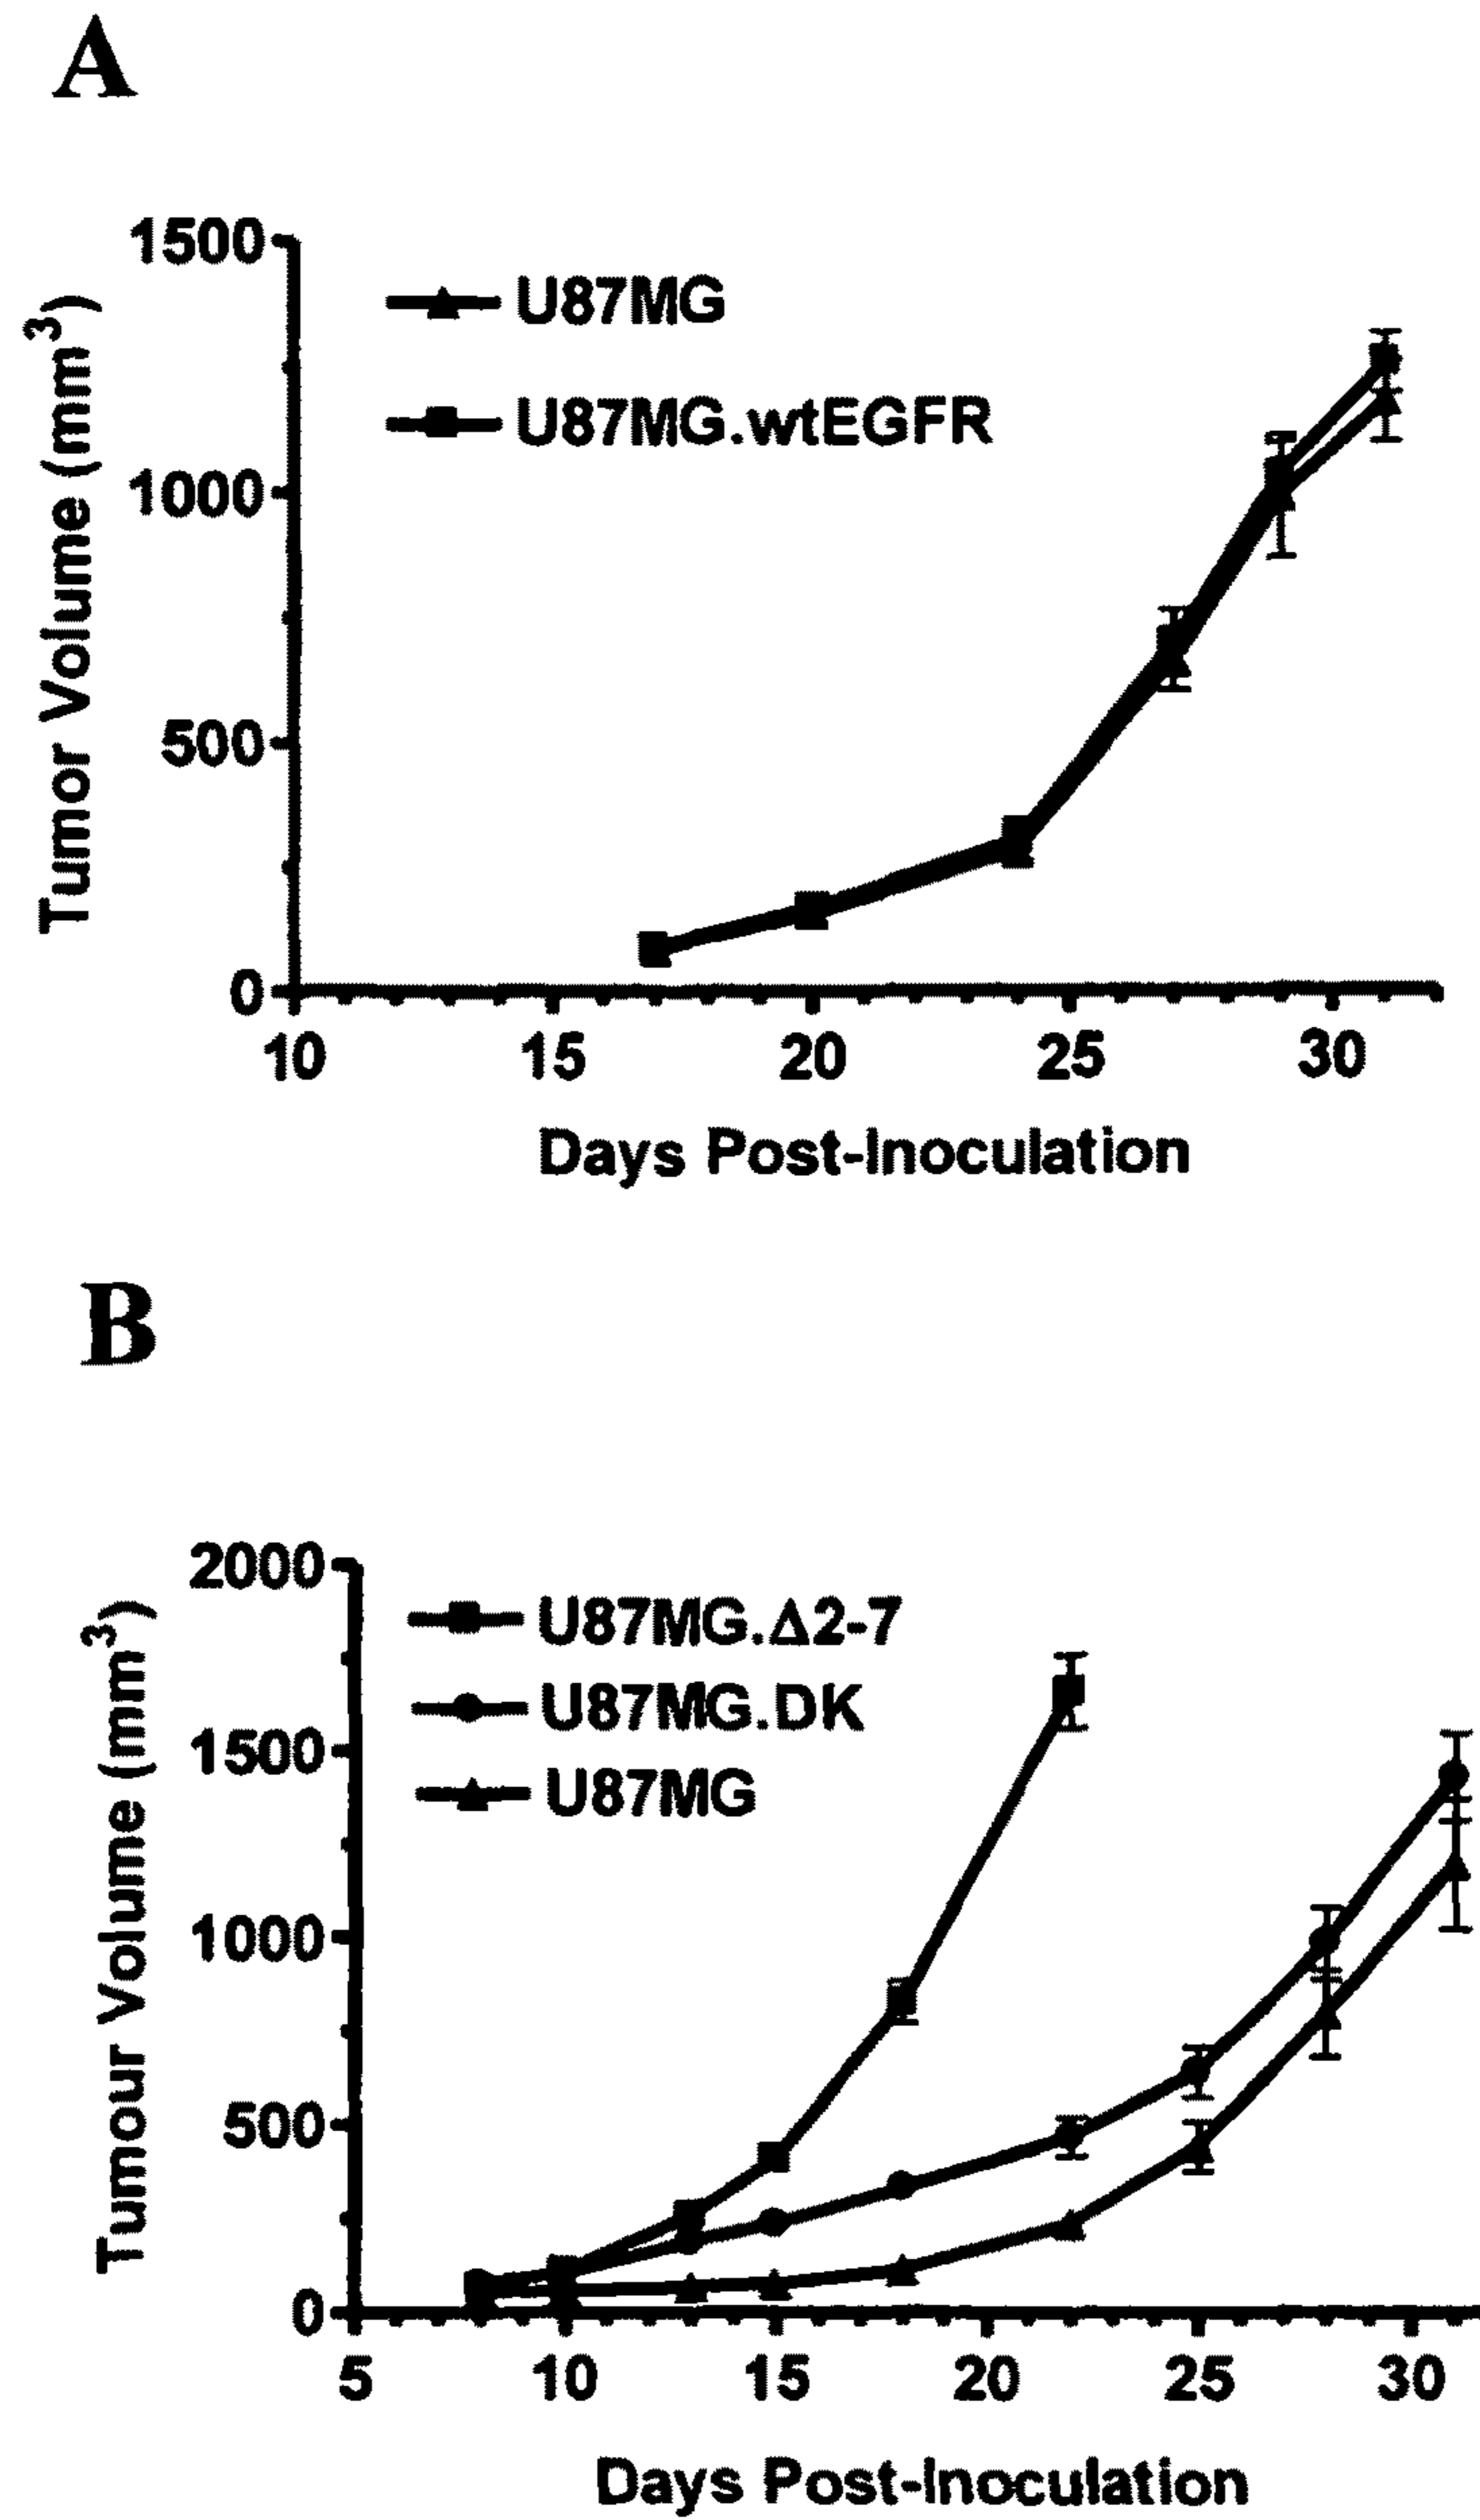 A
1500
1000
500
0
Tumor Volume (mm³)
U87MG
U87MG.wtEGFR
10 15 20 25 30
Days Post-Inoculation
B
2000
1500
1000
500
0
Tumour Volume (mm³)
U87MG.Δ2-7
U87MG.DK
U87MG
5 10 15 20 25 30
Days Post-Inoculation